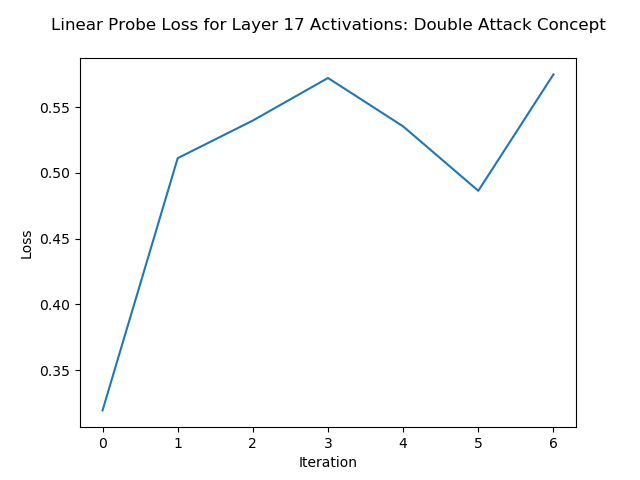 Linear Probe Loss for Layer 17 Activations: Double Attack Concept
0.55
0.50
0.45
0.40
0.35
Loss
0 1 2 3 4 5 6
Iteration